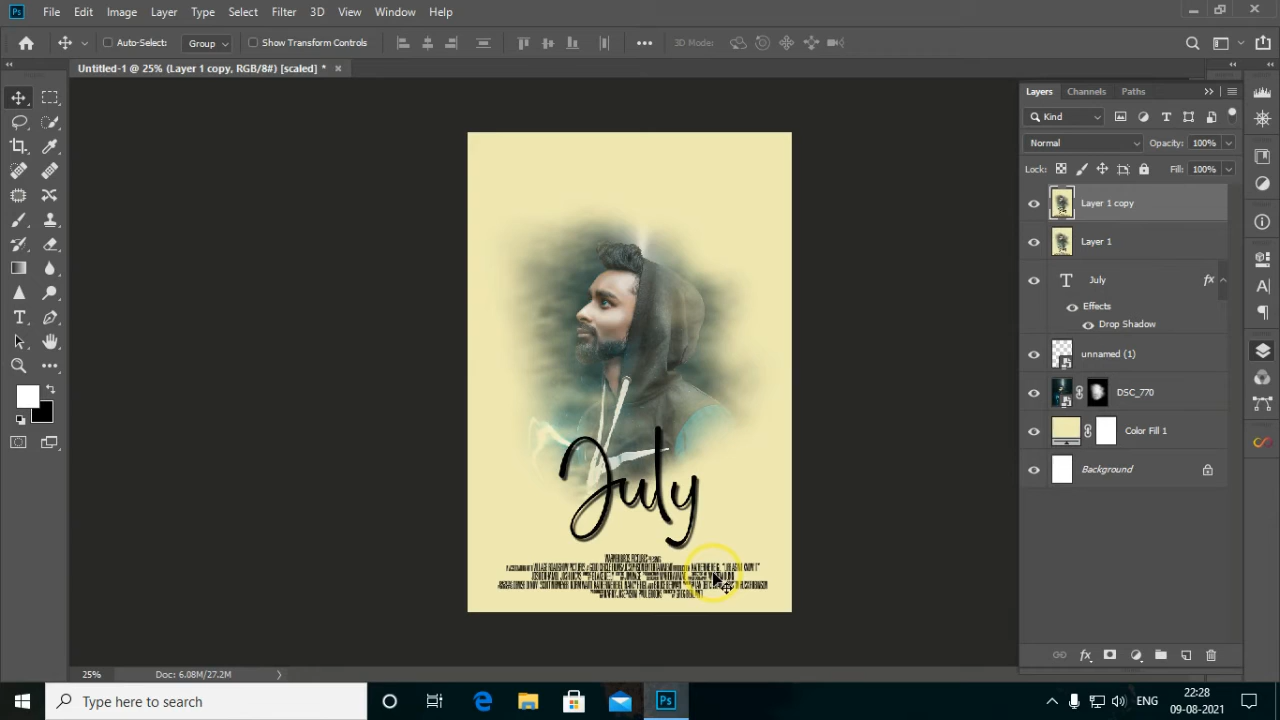 Ps File Edit Image Layer Type Select Filter 3D View Window Help
Auto-Select: Group Show Transform Controls 3D Mode:
Untitled-1 @ 25% (Layer 1 copy, RGB/8#) [scaled] * ×
Layers Channels Paths
Kind
Normal Opacity: 100%
Lock: Fill: 100%
Layer 1 copy
Layer 1
July fx
Effects
Drop Shadow
unnamed (1)
DSC_770
Color Fill 1
Background
July
25% Doc: 6.08M/27.2M
Type here to search
Ps
ENG
22:28
09-08-2021